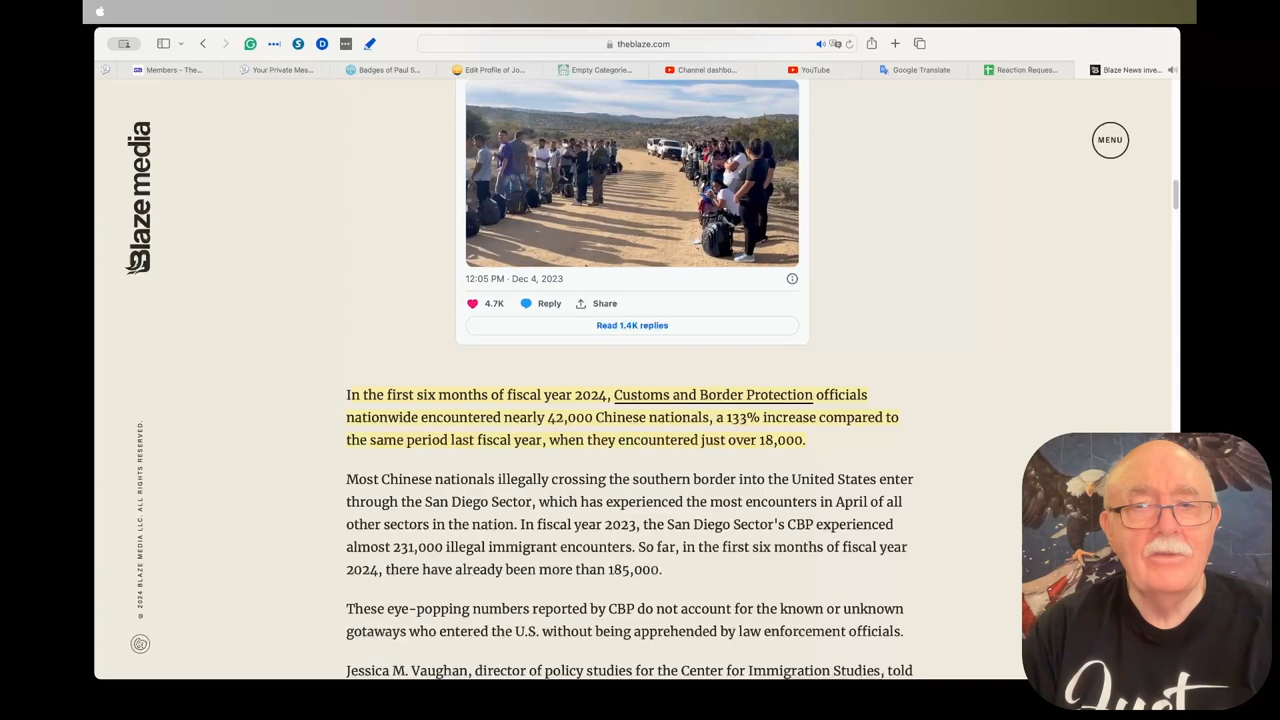 theblaze.com
Members – The...
Your Private Mes...
Badges of Paul S...
Edit Profile of Jo...
Empty Categorie...
Channel dashbo...
YouTube
Google Translate
Reaction Reques...
Blaze News inve...
Blaze media
MENU
12:05 PM · Dec 4, 2023
4.7K Reply Share
Read 1.4K replies
In the first six months of fiscal year 2024, Customs and Border Protection officials
nationwide encountered nearly 42,000 Chinese nationals, a 133% increase compared to
the same period last fiscal year, when they encountered just over 18,000.
Most Chinese nationals illegally crossing the southern border into the United States enter
through the San Diego Sector, which has experienced the most encounters in April of all
other sectors in the nation. In fiscal year 2023, the San Diego Sector's CBP experienced
almost 231,000 illegal immigrant encounters. So far, in the first six months of fiscal year
2024, there have already been more than 185,000.
These eye-popping numbers reported by CBP do not account for the known or unknown
gotaways who entered the U.S. without being apprehended by law enforcement officials.
Jessica M. Vaughan, director of policy studies for the Center for Immigration Studies, told
© 2024 BLAZE MEDIA LLC. ALL RIGHTS RESERVED.
Just